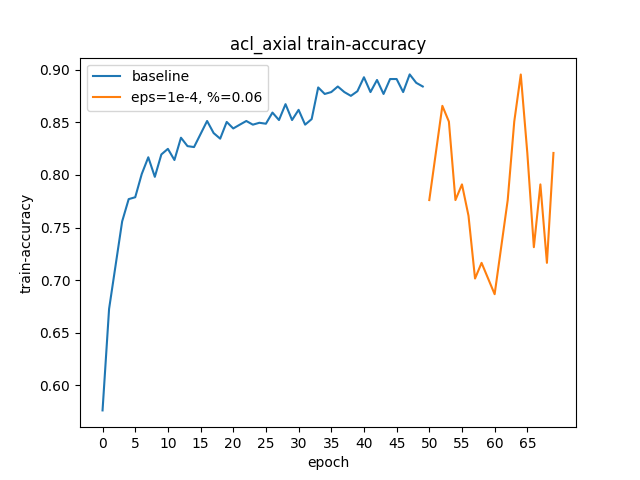 acl_axial train-accuracy
baseline
eps=1e-4, %=0.06
train-accuracy
0.90
0.85
0.80
0.75
0.70
0.65
0.60
0 5 10 15 20 25 30 35 40 45 50 55 60 65
epoch